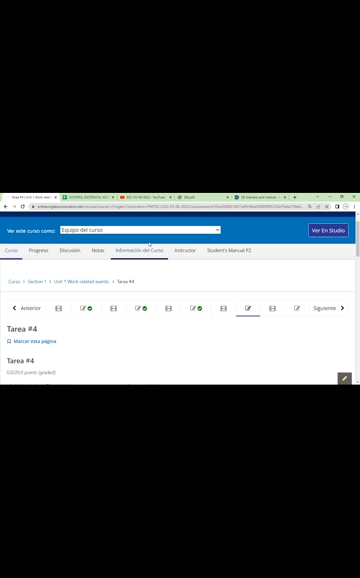 Ver este curso como:
Equipo del curso
Ver En Studio
Curso
Progreso
Discusión
Notas
Información del Curso
Instructor
Student's Manual P2
Curso > Section 1 > Unit 1 Work-related events > Tarea #4
Anterior
Siguiente
Tarea #4
Marcar esta página
Tarea #4
0.0/20.0 points (graded)